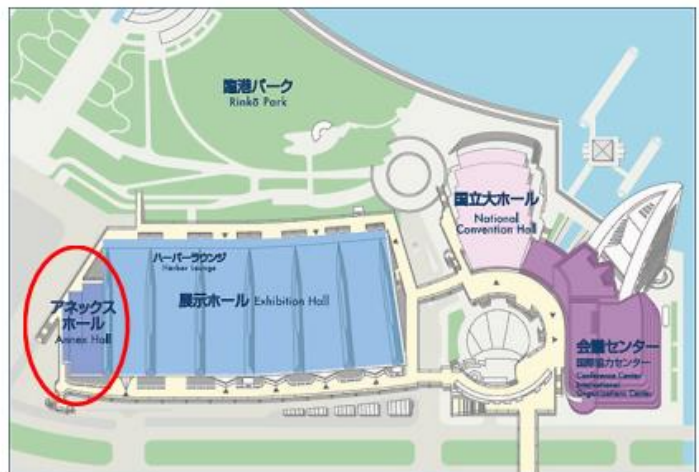 臨港パーク
Rinkō Park
国立大ホール
National
Convention Hall
ハーバーラウンジ
Harbor Lounge
アネックス
ホール
Annex Hall
展示ホール Exhibition Hall
会議センター
国際協力センター
Conference Center
International
Organizations Center